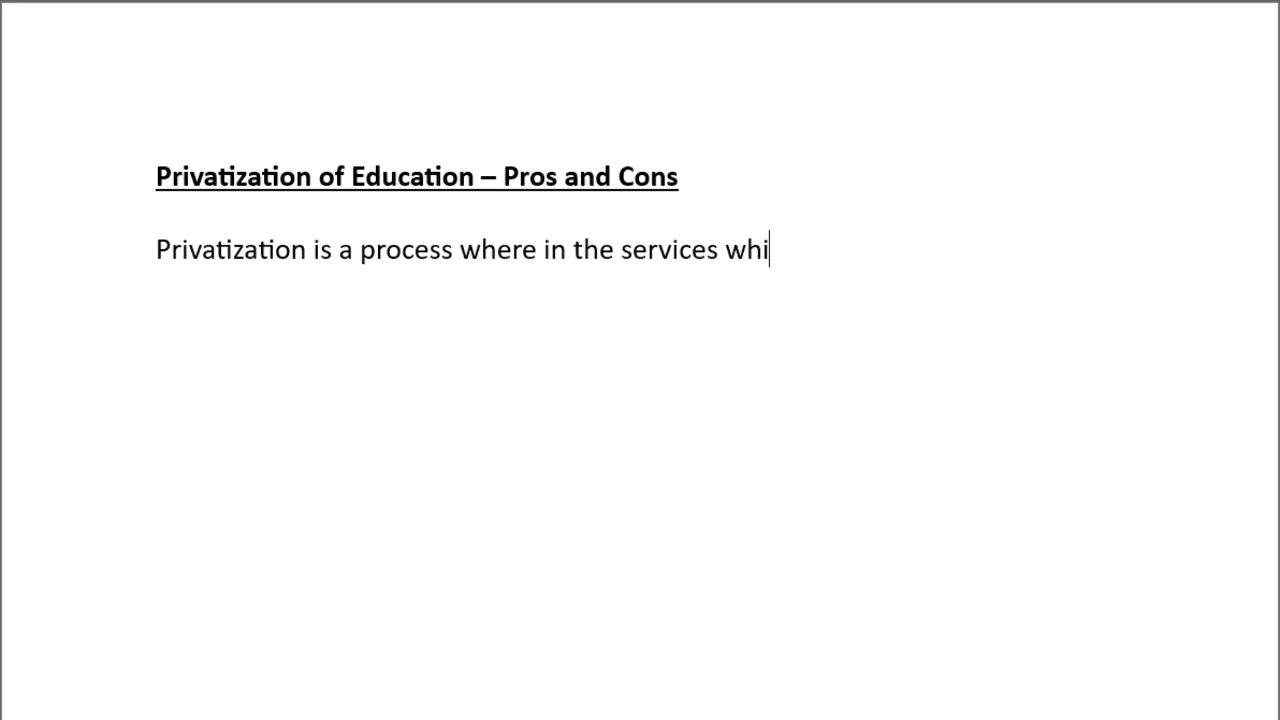 Privatization of Education – Pros and Cons
Privatization is a process where in the services whi